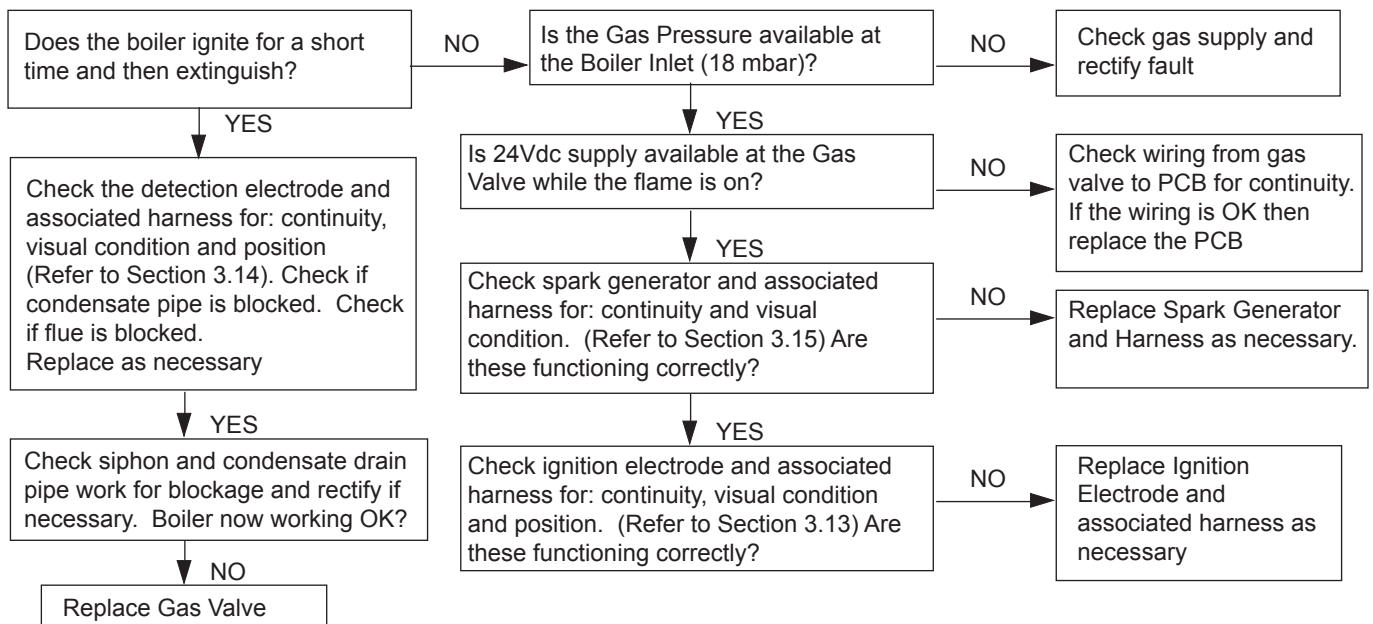 Does the boiler ignite for a short
time and then extinguish?
NO
Is the Gas Pressure available at
the Boiler Inlet (18 mbar)?
NO
Check gas supply and
rectify fault
YES
YES
Check the detection electrode and
associated harness for: continuity,
visual condition and position
(Refer to Section 3.14). Check if
condensate pipe is blocked.  Check
if flue is blocked.
Replace as necessary
Is 24Vdc supply available at the Gas
Valve while the flame is on?
NO
Check wiring from gas
valve to PCB for continuity.
If the wiring is OK then
replace the PCB
YES
Check spark generator and associated
harness for: continuity and visual
condition.  (Refer to Section 3.15) Are
these functioning correctly?
NO
Replace Spark Generator
and Harness as necessary.
YES
YES
Check siphon and condensate drain
pipe work for blockage and rectify if
necessary.  Boiler now working OK?
Check ignition electrode and associated
harness for: continuity, visual condition
and position.  (Refer to Section 3.13) Are
these functioning correctly?
NO
Replace Ignition
Electrode and
associated harness as
necessary
NO
Replace Gas Valve